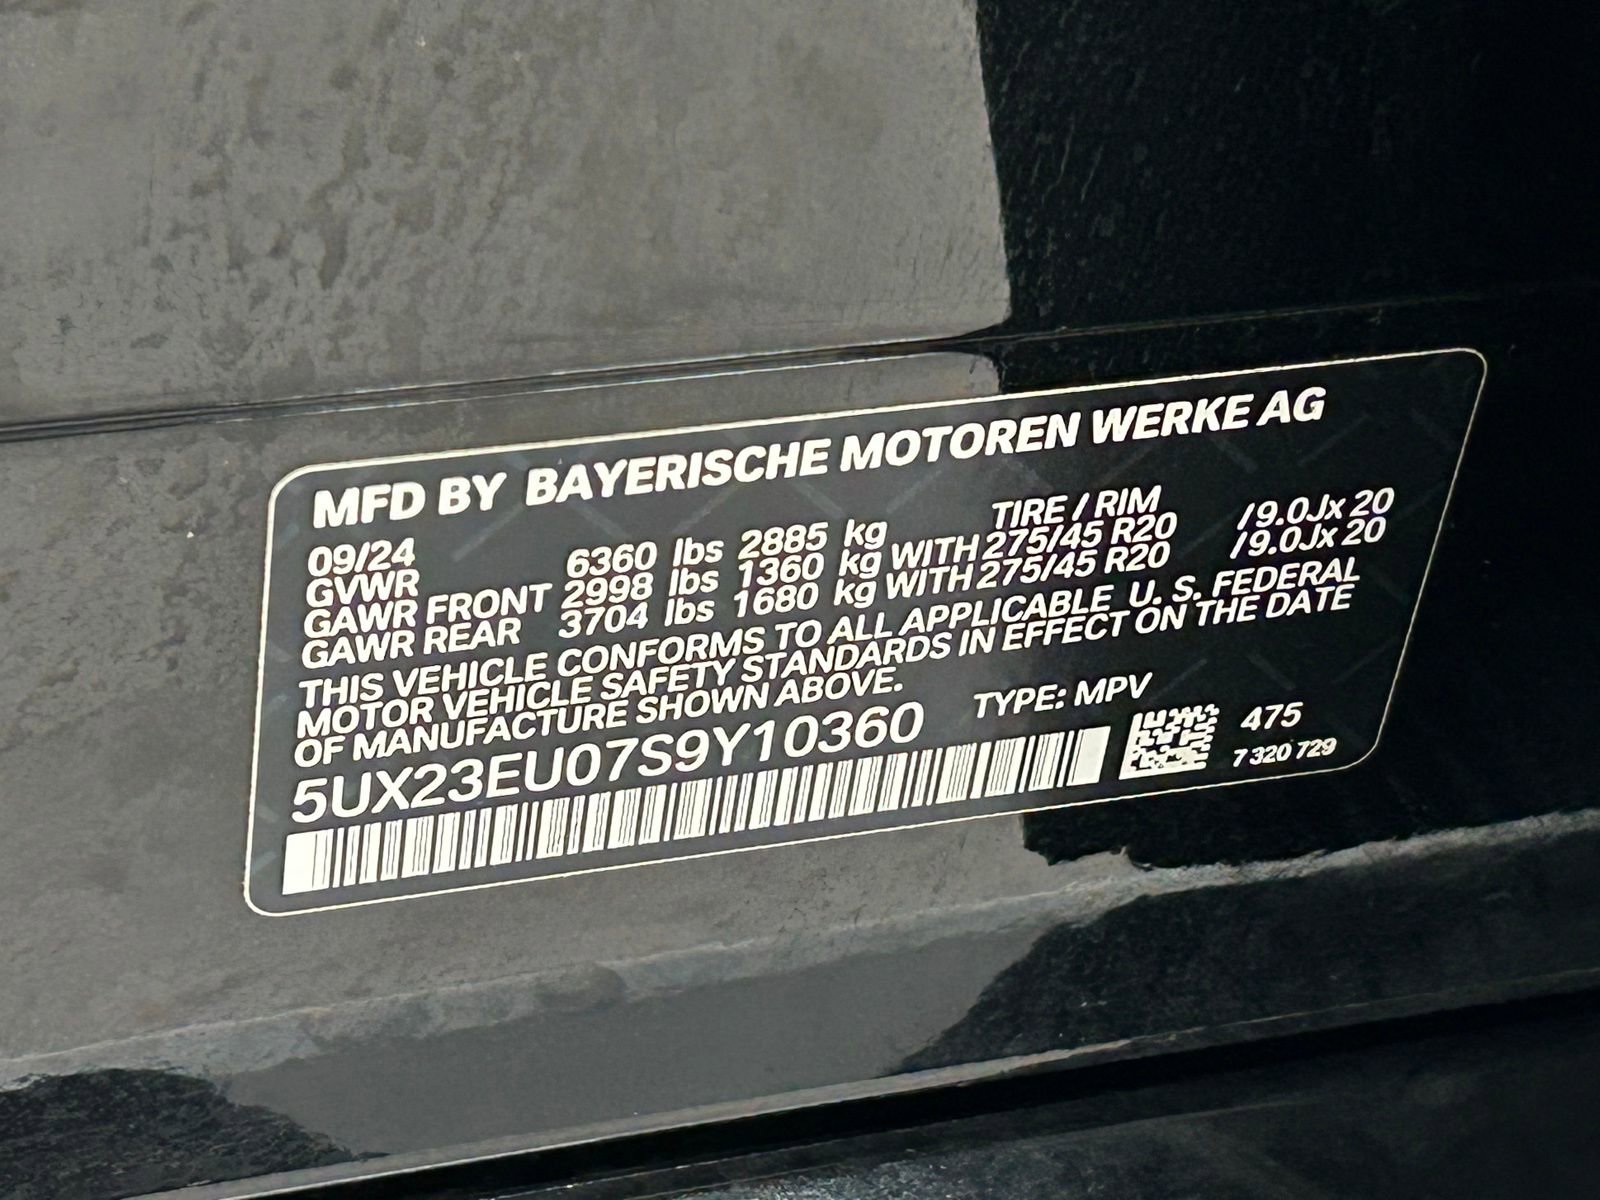 MFD BY BAYERISCHE MOTOREN WERKE AG
09/24 TIRE / RIM
GVWR 6360 lbs 2885 kg
GAWR FRONT 2998 lbs 1360 kg WITH 275/45 R20 / 9.0Jx 20
GAWR REAR 3704 lbs 1680 kg WITH 275/45 R20 / 9.0Jx 20
THIS VEHICLE CONFORMS TO ALL APPLICABLE U. S. FEDERAL
MOTOR VEHICLE SAFETY STANDARDS IN EFFECT ON THE DATE
OF MANUFACTURE SHOWN ABOVE.
5UX23EU07S9Y10360 TYPE: MPV
475
7 320 729